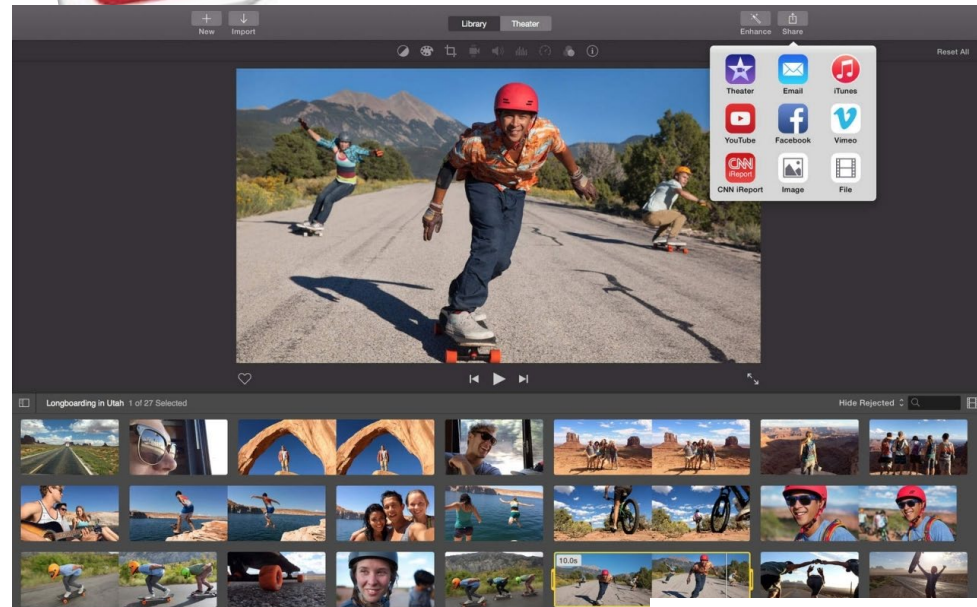 Library Theater
New Import
Enhance Share
Reset All
Theater Email iTunes
YouTube Facebook Vimeo
CNN
iReport
CNN iReport Image File
Longboarding in Utah 1 of 27 Selected
Hide Rejected
10.0s